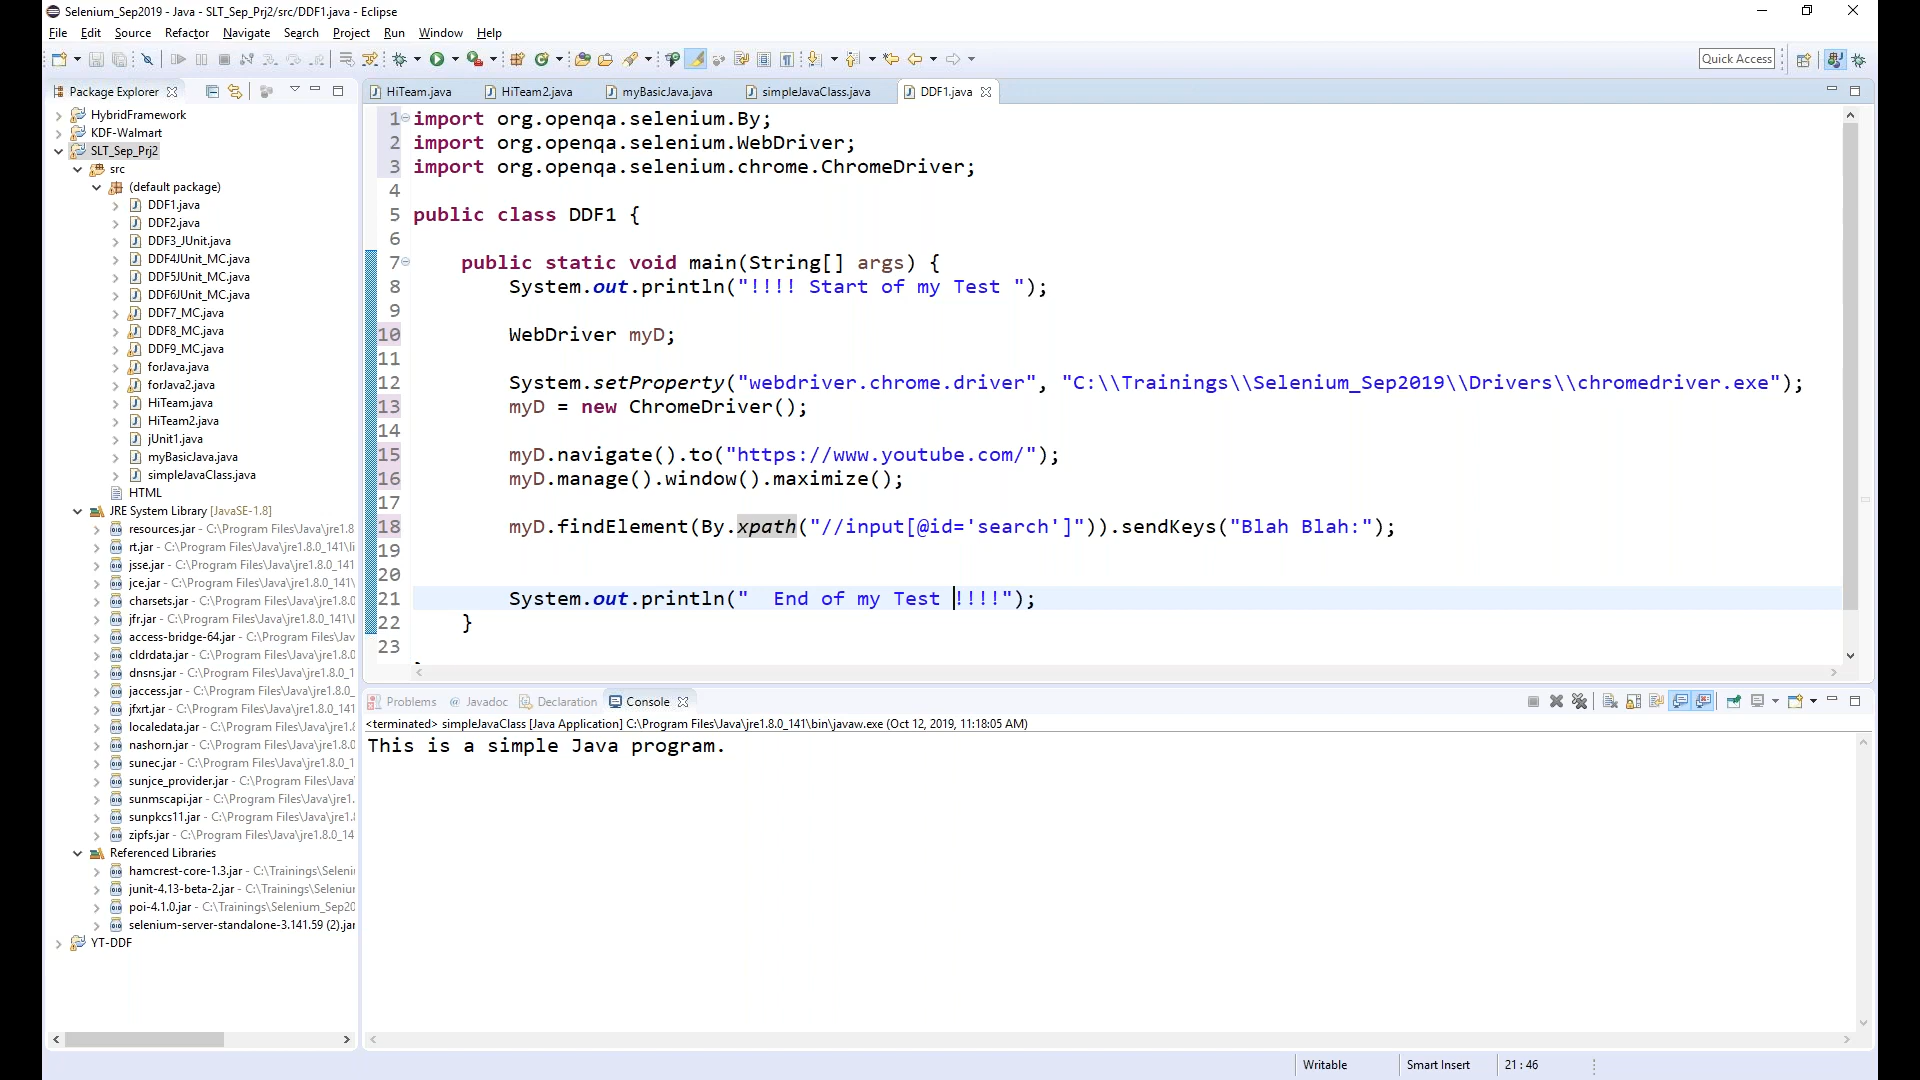 Selenium_Sep2019 - Java - SLT_Sep_Prj2/src/DDF1.java - Eclipse
File Edit Source Refactor Navigate Search Project Run Window Help
Quick Access
Package Explorer
HybridFramework
KDF-Walmart
SLT_Sep_Prj2
src
(default package)
DDF1.java
DDF2.java
DDF3_JUnit.java
DDF4JUnit_MC.java
DDF5JUnit_MC.java
DDF6JUnit_MC.java
DDF7_MC.java
DDF8_MC.java
DDF9_MC.java
forJava.java
forJava2.java
HiTeam.java
HiTeam2.java
jUnit1.java
myBasicJava.java
simpleJavaClass.java
HTML
JRE System Library [JavaSE-1.8]
resources.jar - C:\Program Files\Java\jre1.8
rt.jar - C:\Program Files\Java\jre1.8.0_141\li
jsse.jar - C:\Program Files\Java\jre1.8.0_14
jce.jar - C:\Program Files\Java\jre1.8.0_141\
charsets.jar - C:\Program Files\Java\jre1.8.0
jfr.jar - C:\Program Files\Java\jre1.8.0_141\l
access-bridge-64.jar - C:\Program Files\Java
cldrdata.jar - C:\Program Files\Java\jre1.8.0
dnsns.jar - C:\Program Files\Java\jre1.8.0_1
jaccess.jar - C:\Program Files\Java\jre1.8.0_
jfxrt.jar - C:\Program Files\Java\jre1.8.0_141
localedata.jar - C:\Program Files\Java\jre1.8
nashorn.jar - C:\Program Files\Java\jre1.8.0
sunec.jar - C:\Program Files\Java\jre1.8.0_1
sunjce_provider.jar - C:\Program Files\Java
sunmscapi.jar - C:\Program Files\Java\jre1.
sunpkcs11.jar - C:\Program Files\Java\jre1.8
zipfs.jar - C:\Program Files\Java\jre1.8.0_14
Referenced Libraries
hamcrest-core-1.3.jar - C:\Trainings\Seleni
junit-4.13-beta-2.jar - C:\Trainings\Seleniu
poi-4.1.0.jar - C:\Trainings\Selenium_Sep20
selenium-server-standalone-3.141.59 (2).jar
YT-DDF
HiTeam.java HiTeam2.java myBasicJava.java simpleJavaClass.java DDF1.java
1 import org.openqa.selenium.By;
2 import org.openqa.selenium.WebDriver;
3 import org.openqa.selenium.chrome.ChromeDriver;
4
5 public class DDF1 {
6
7 public static void main(String[] args) {
8 System.out.println("!!!! Start of my Test ");
9
10 WebDriver myD;
11
12 System.setProperty("webdriver.chrome.driver", "C:\\Trainings\\Selenium_Sep2019\\Drivers\\chromedriver.exe");
13 myD = new ChromeDriver();
14
15 myD.navigate().to("https://www.youtube.com/");
16 myD.manage().window().maximize();
17
18 myD.findElement(By.xpath("//input[@id='search']")).sendKeys("Blah Blah:");
19
20
21 System.out.println("  End of my Test !!!!");
22 }
23
Problems Javadoc Declaration Console
<terminated> simpleJavaClass [Java Application] C:\Program Files\Java\jre1.8.0_141\bin\javaw.exe (Oct 12, 2019, 11:18:05 AM)
This is a simple Java program.
Writable Smart Insert 21 : 46